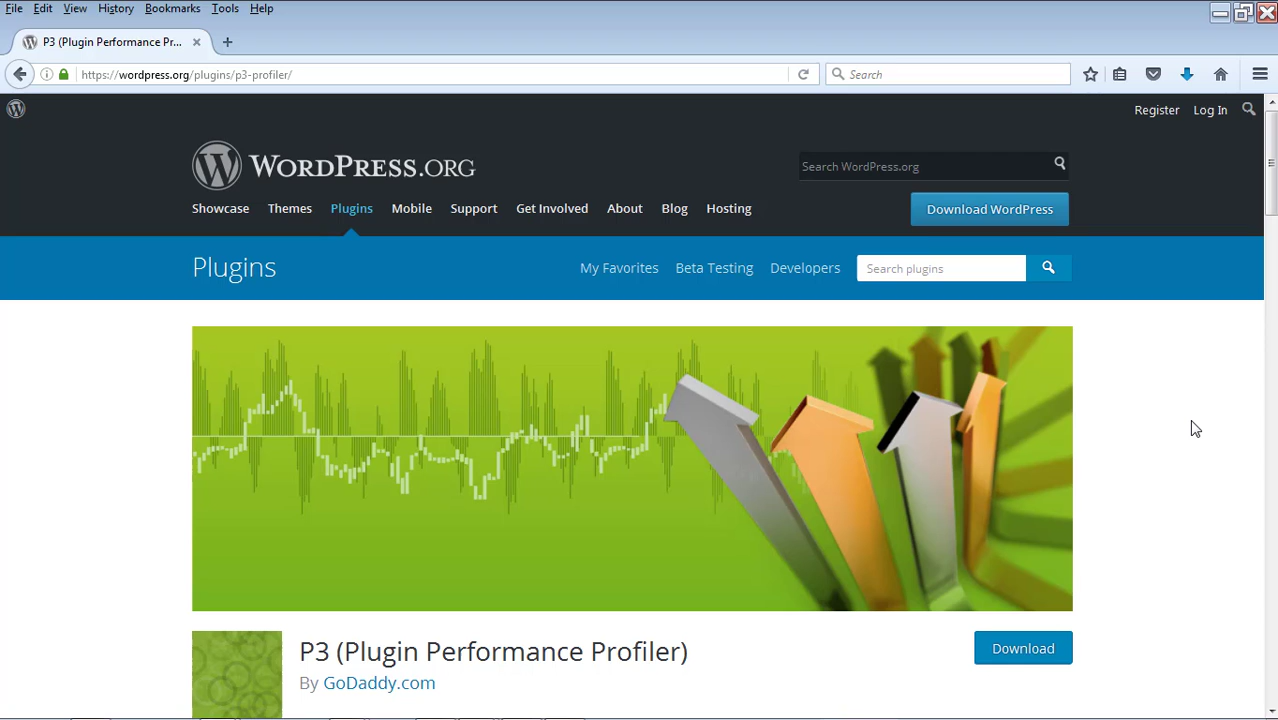 File Edit View History Bookmarks Tools Help
P3 (Plugin Performance Pr...
https://wordpress.org/plugins/p3-profiler/
Search
Register Log In
WORDPRESS.ORG
Search WordPress.org
Showcase Themes Plugins Mobile Support Get Involved About Blog Hosting
Download WordPress
Plugins
My Favorites Beta Testing Developers
Search plugins
P3 (Plugin Performance Profiler)
Download
By GoDaddy.com